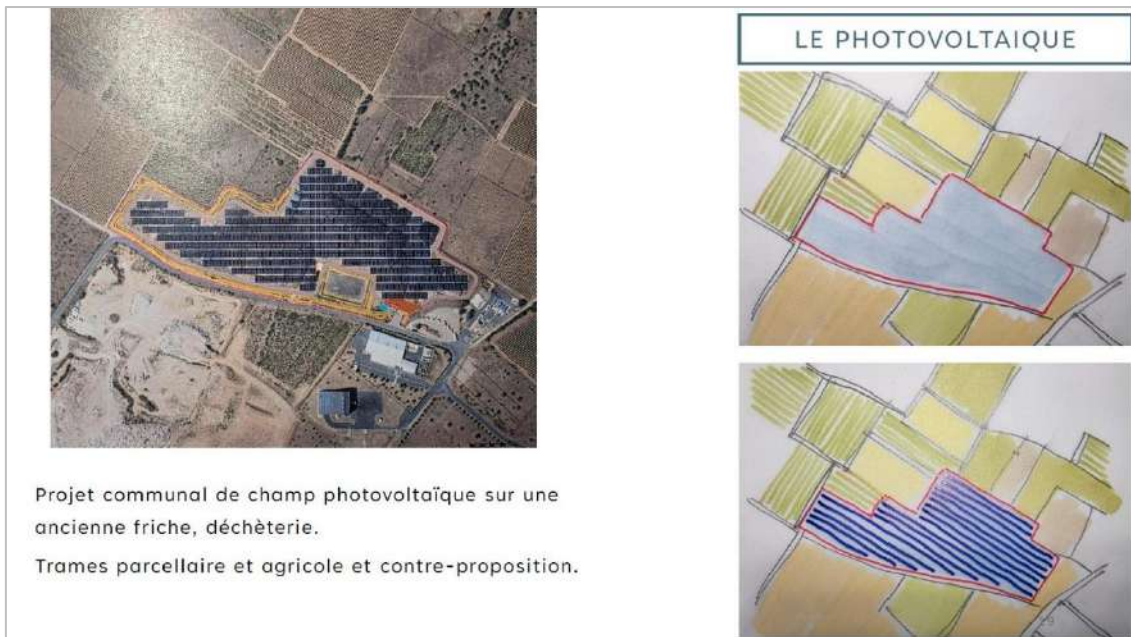 LE PHOTOVOLTAIQUE
Projet communal de champ photovoltaïque sur une
ancienne friche, déchèterie.
Trames parcellaire et agricole et contre-proposition.
19